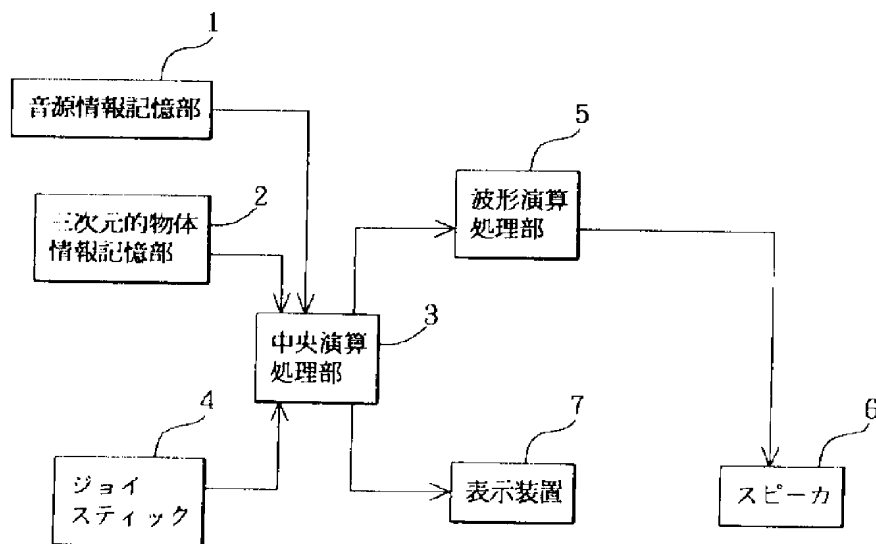 1
音源情報記憶部
2
三次元的物体
情報記憶部
3
中央演算
処理部
4
ジョイ
スティック
5
波形演算
処理部
6
スピーカ
7
表示装置